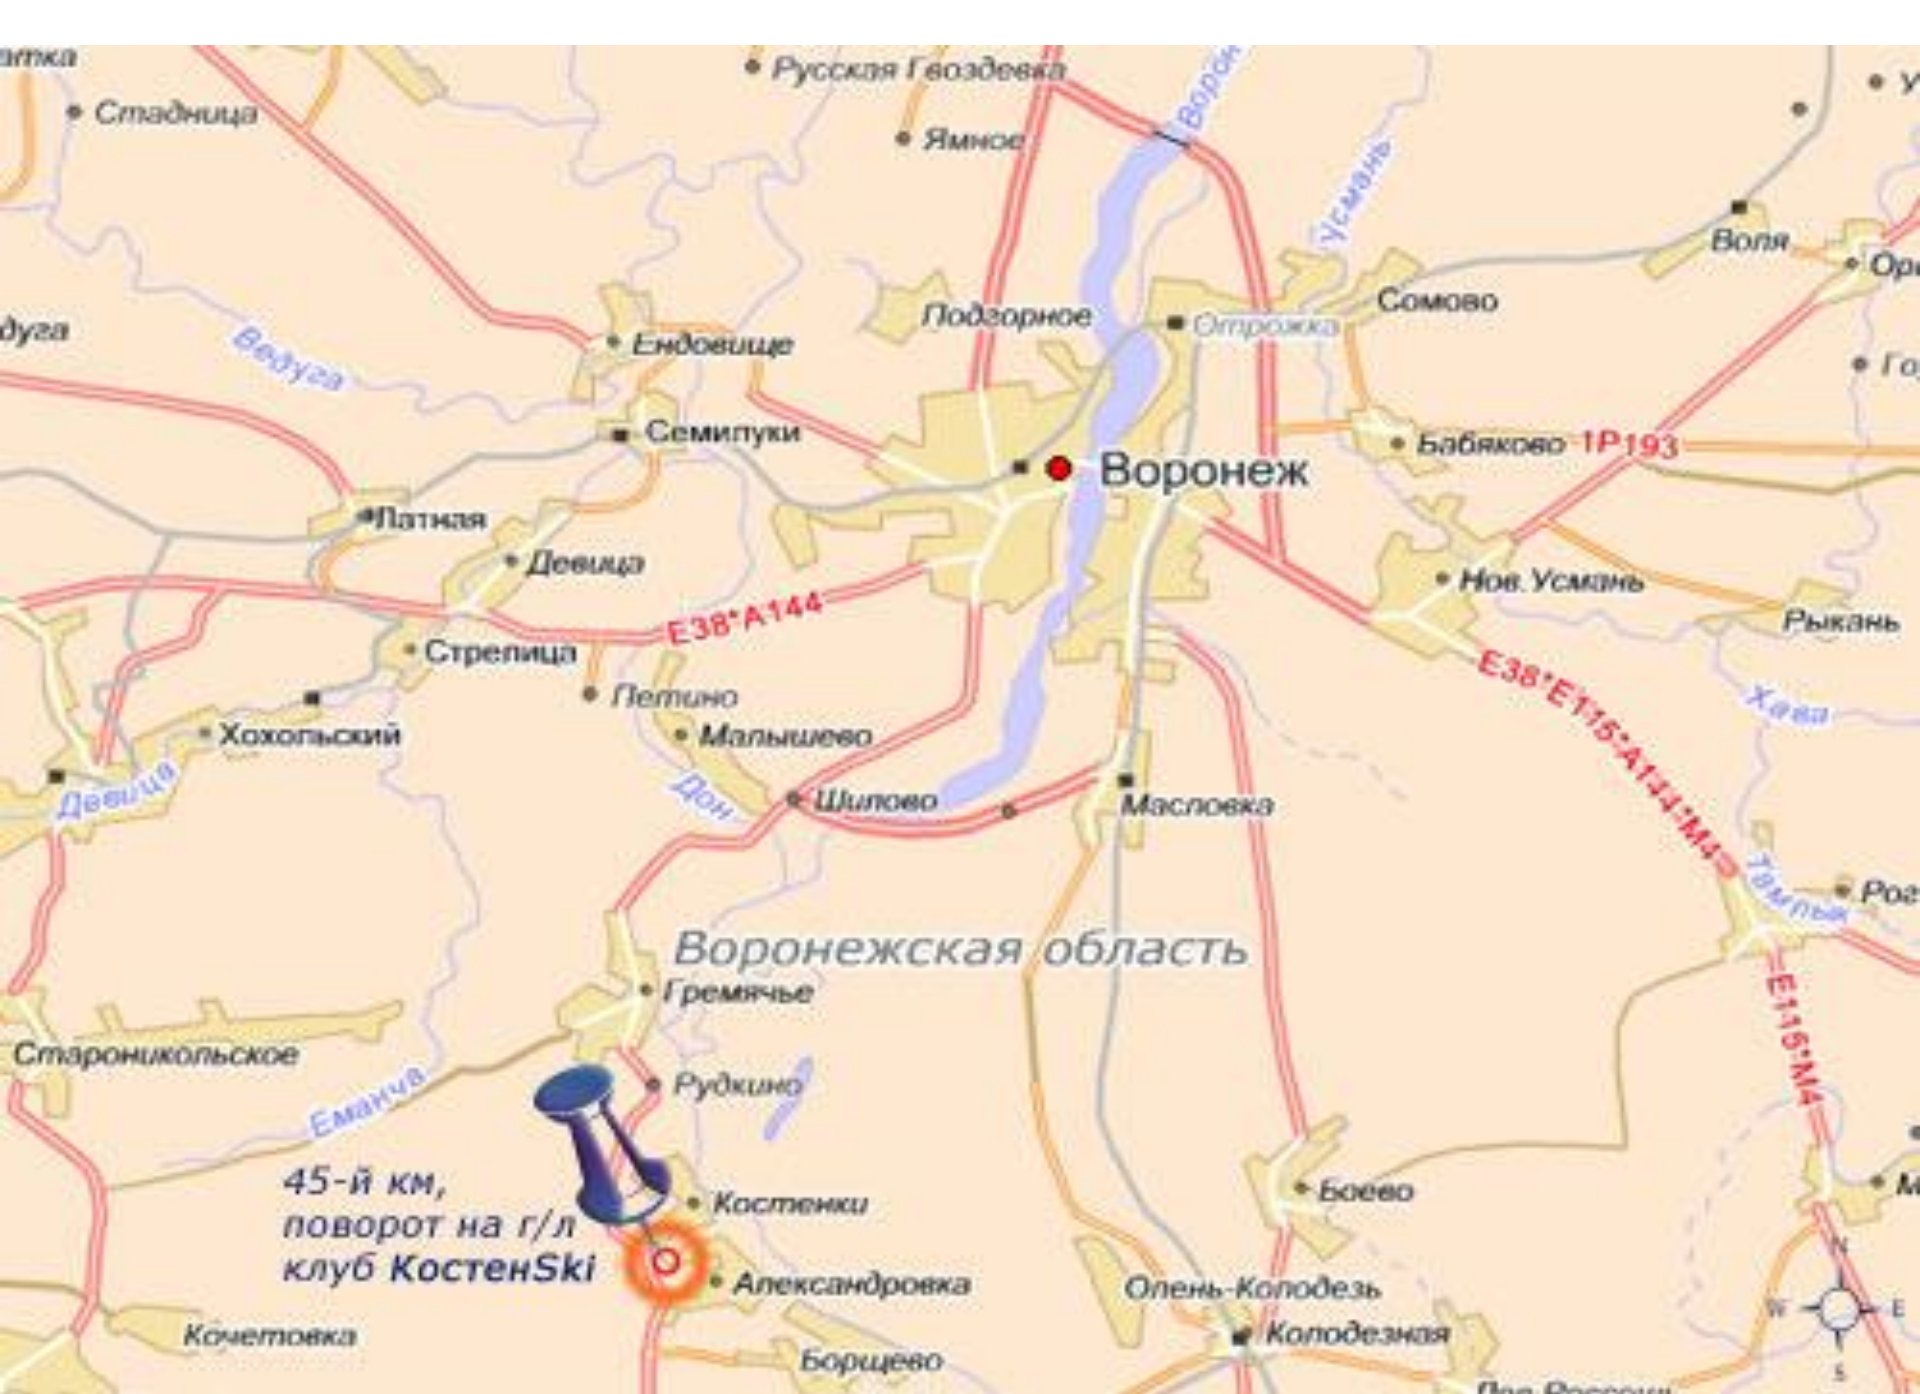 Русская Гвоздевка
Стадница
Ямное
Ворон
Усмань
Воля
Подгорное
Сомово
Отрожка
Ендовище
Ведуга
Семилуки
Бабяково
1Р193
Воронеж
Латная
Девица
Нов.Усмань
Рыкань
E38*A144
Стрелица
E38*E115*A144*M4
Петино
Хава
Хохольский
Малышево
Девица
Дон
Шилово
Масловка
Тамлык
Рог
Воронежская область
Гремячье
E115*M4
Староникольское
Рудкино
Еманча
45-й км,
поворот на г/л
клуб КостенSki
Костенки
Боево
Александровка
Олень-Колодезь
N
W
E
S
Кочетовка
Колодезная
Борщево